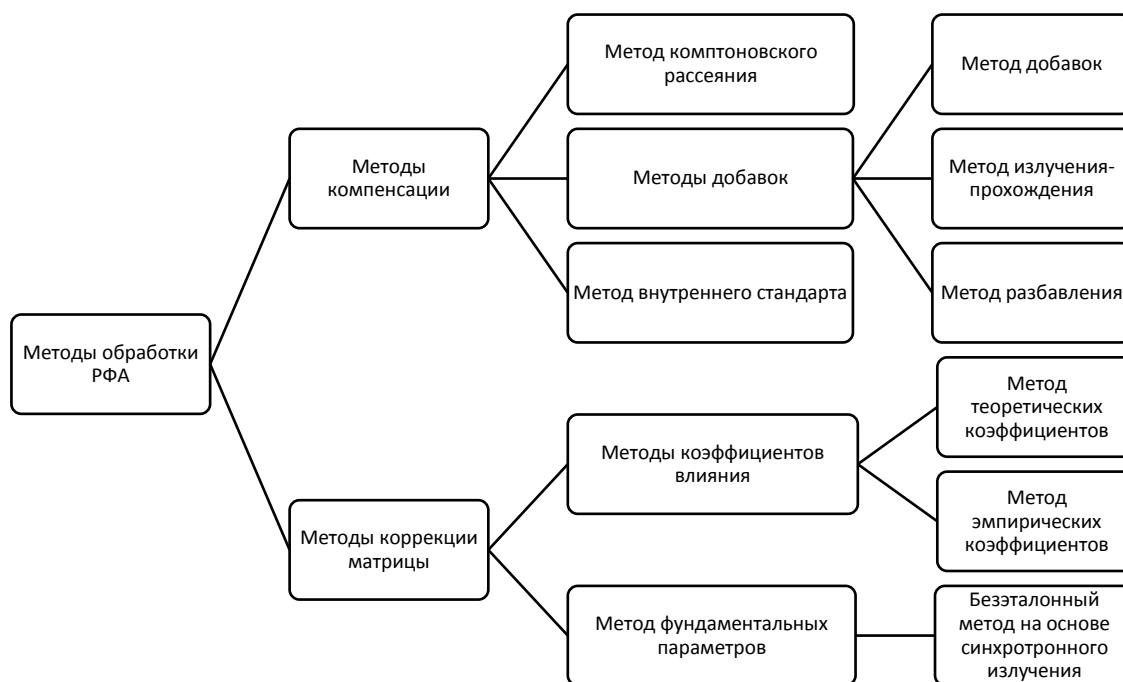 Методы обработки
РФА
Методы
компенсации
Метод комптоновского
рассеяния
Методы добавок
Метод добавок
Метод излучения-
прохождения
Метод разбавления
Метод внутреннего стандарта
Методы коррекции
матрицы
Методы коэффициентов
влияния
Метод
теоретических
коэффициентов
Метод
эмпирических
коэффициентов
Метод фундаментальных
параметров
Безэталонный
метод на основе
синхротронного
излучения